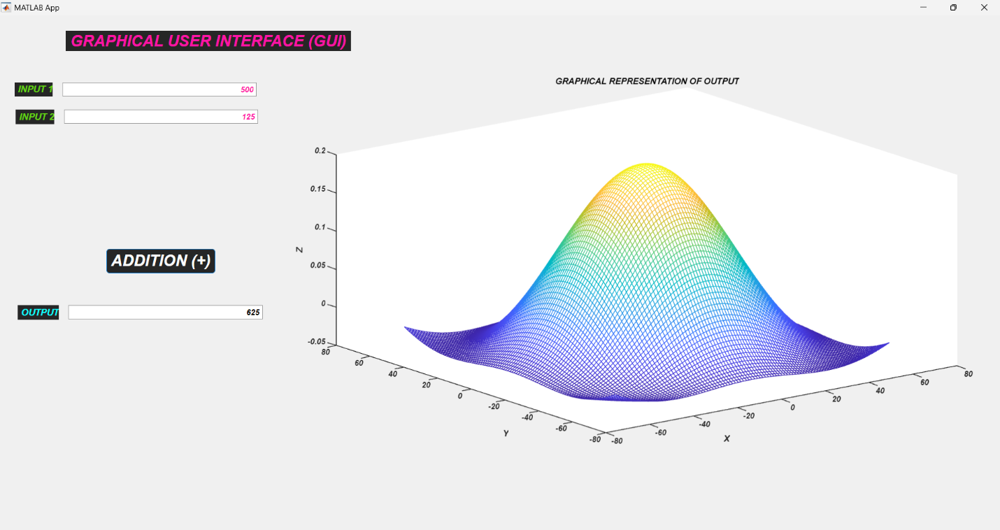 MATLAB App
GRAPHICAL USER INTERFACE (GUI)
INPUT 1
500
INPUT 2
125
ADDITION (+)
OUTPUT
625
GRAPHICAL REPRESENTATION OF OUTPUT
0.2
0.15
0.1
0.05
0
-0.05
Z
80
60
40
20
0
-20
-40
-60
-80
Y
-80
-60
-40
-20
0
20
40
60
80
X